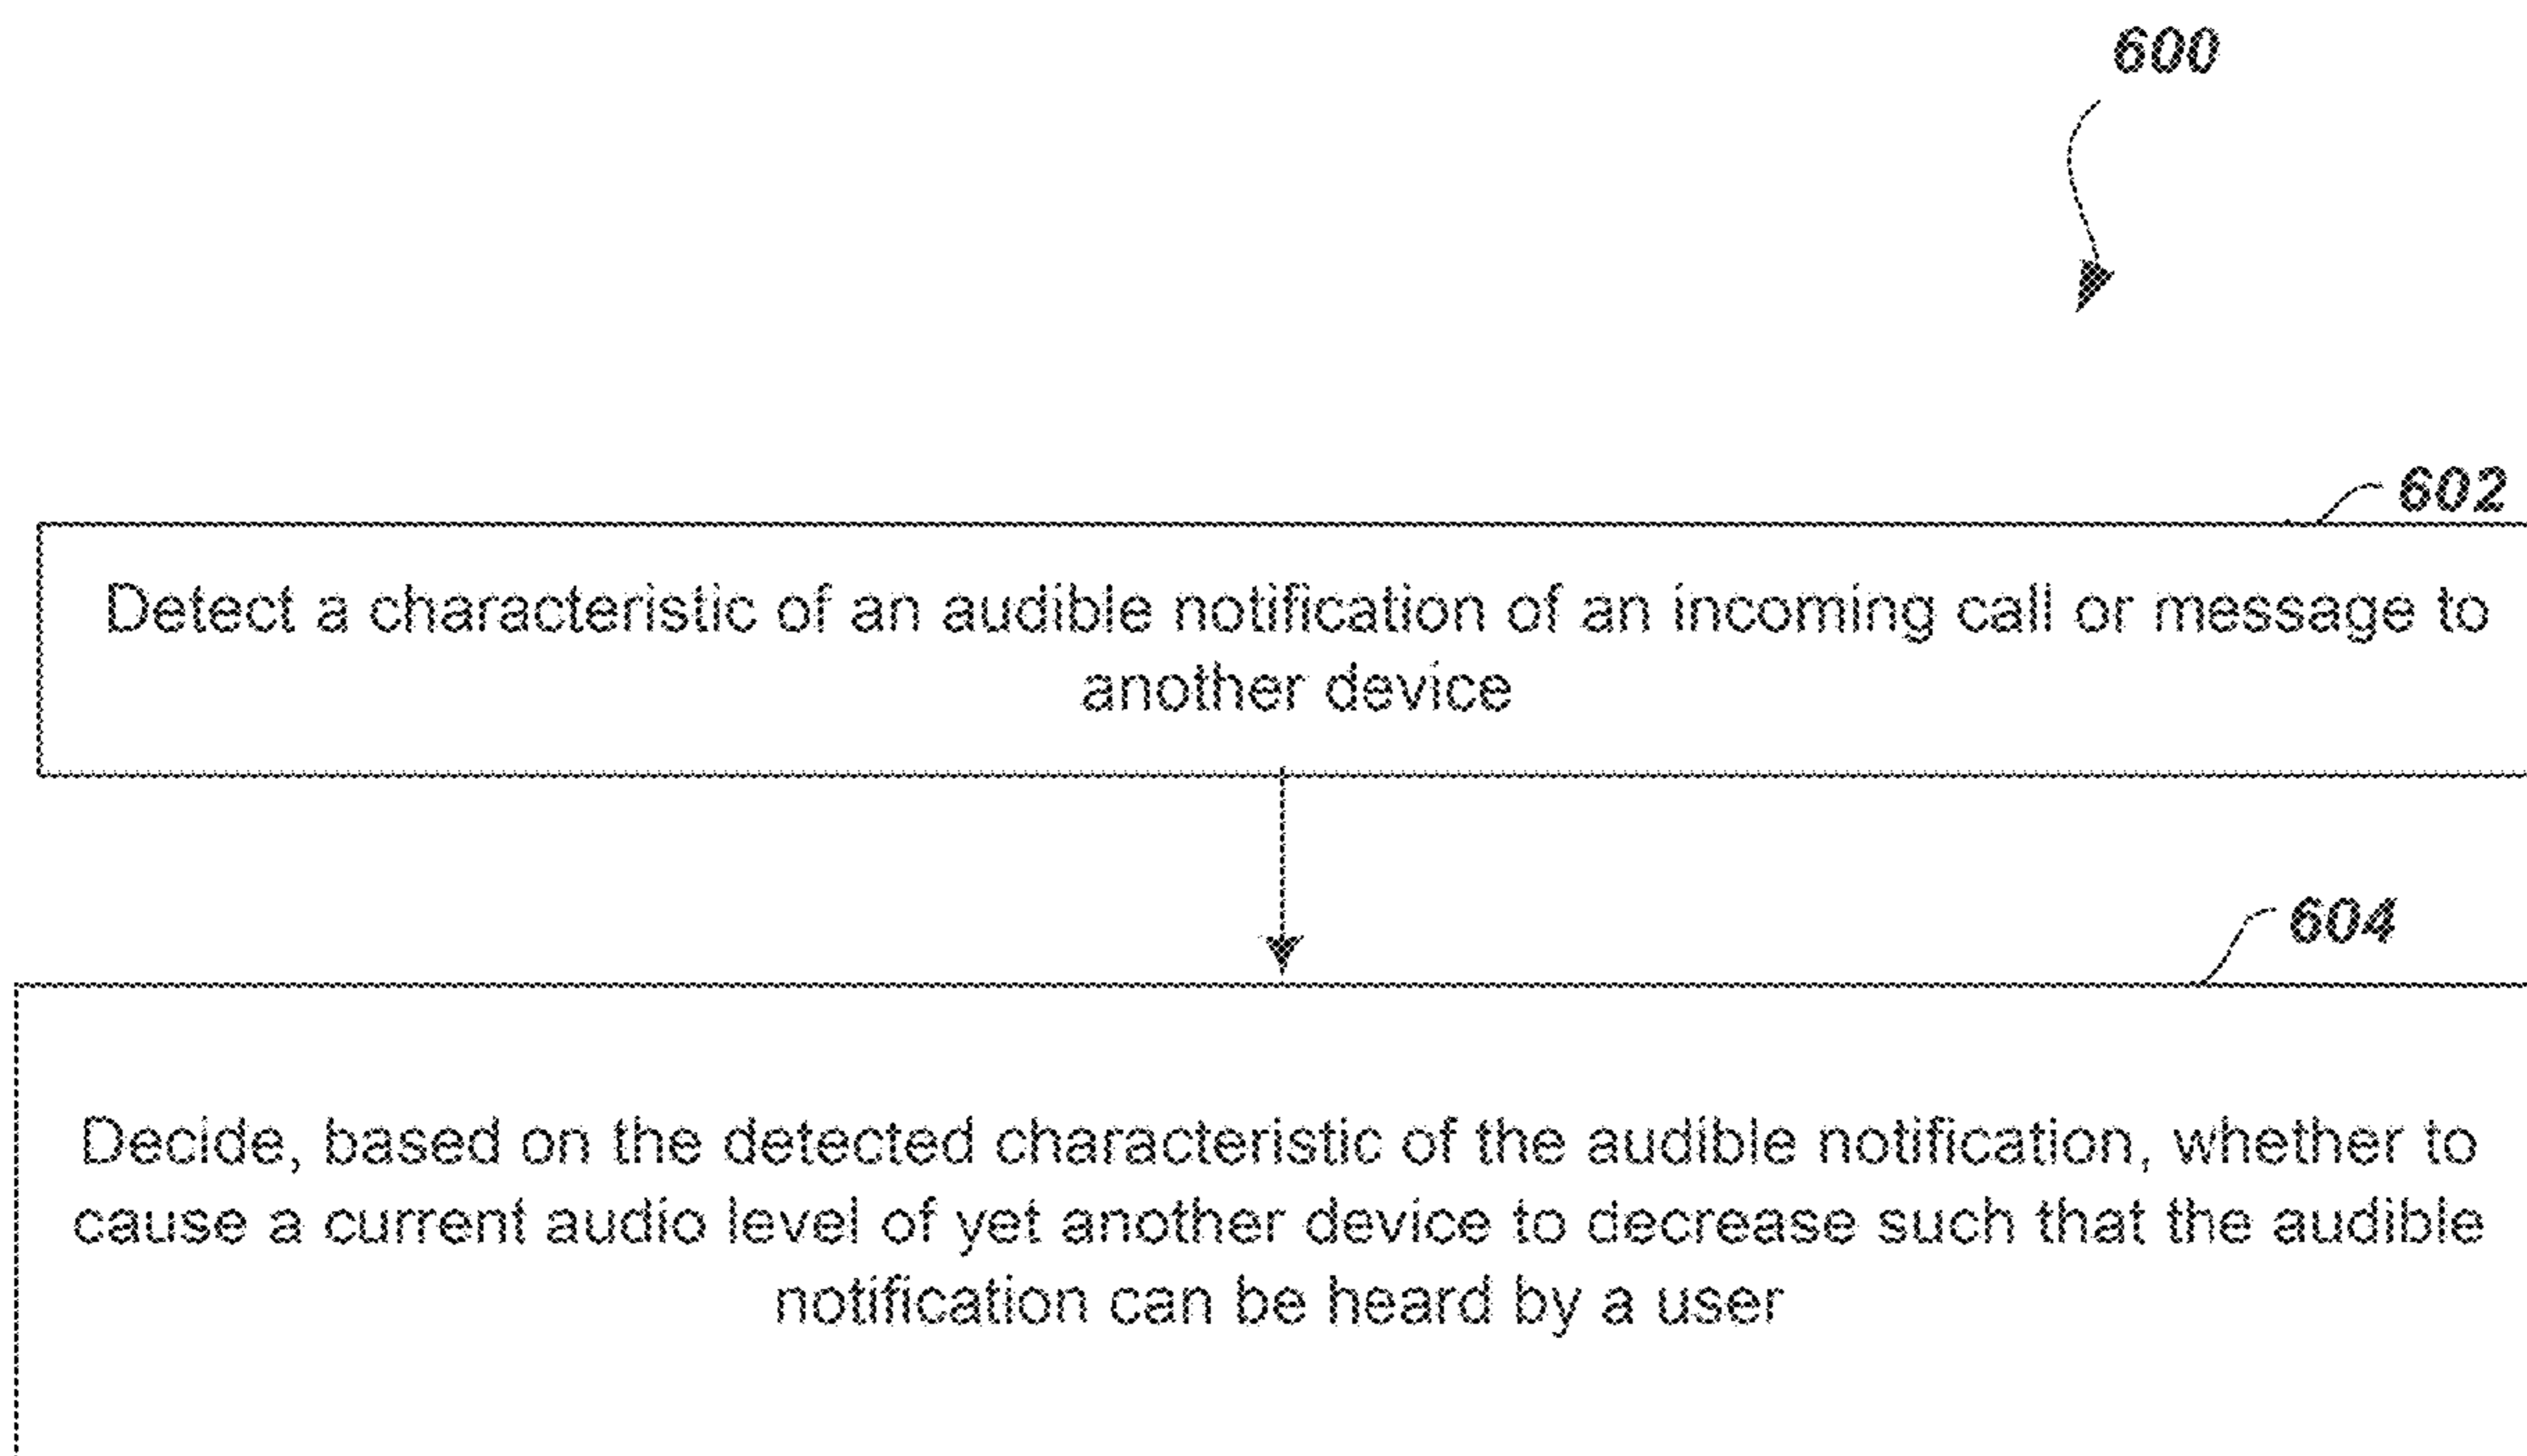 600
602
Detect a characteristic of an audible notification of an incoming call or message to
another device
604
Decide, based on the detected characteristic of the audible notification, whether to
cause a current audio level of yet another device to decrease such that the audible
notification can be heard by a user